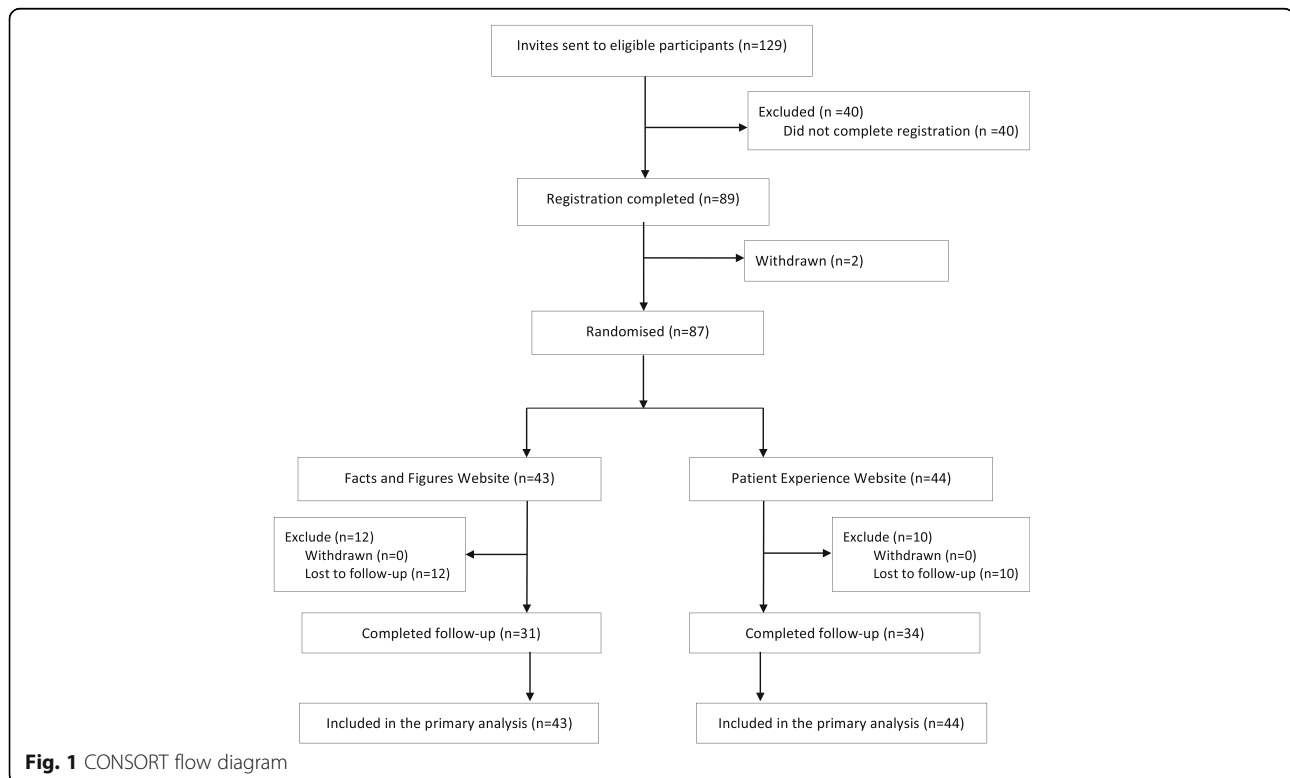 Invites sent to eligible participants (n=129)
Excluded (n =40)
Did not complete registration (n =40)
Registration completed (n=89)
Withdrawn (n=2)
Randomised (n=87)
Facts and Figures Website (n=43)
Patient Experience Website (n=44)
Exclude (n=12)
Withdrawn (n=0)
Lost to follow-up (n=12)
Exclude (n=10)
Withdrawn (n=0)
Lost to follow-up (n=10)
Completed follow-up (n=31)
Completed follow-up (n=34)
Included in the primary analysis (n=43)
Included in the primary analysis (n=44)
Fig. 1 CONSORT flow diagram